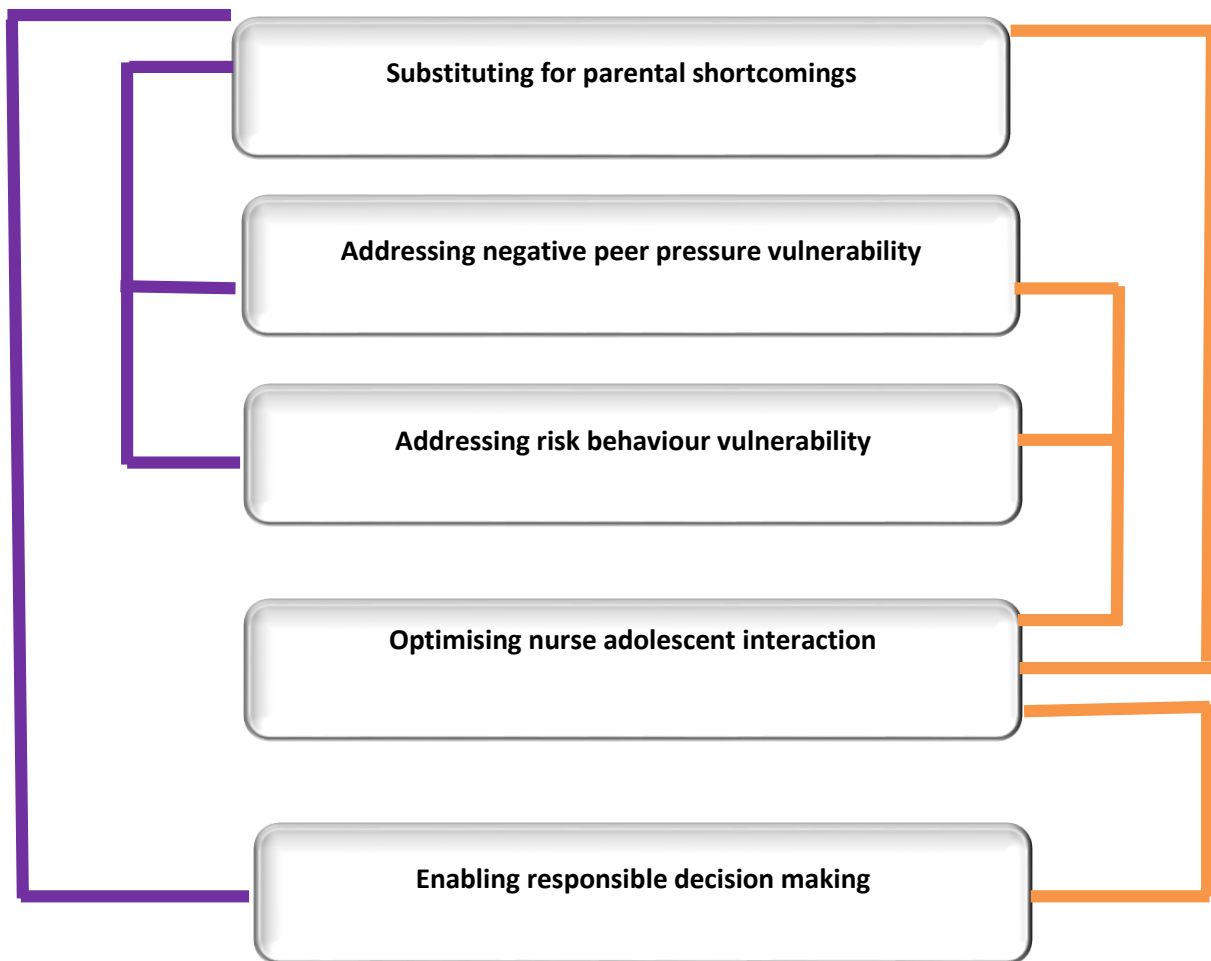 Substituting for parental shortcomings
Addressing negative peer pressure vulnerability
Addressing risk behaviour vulnerability
Optimising nurse adolescent interaction
Enabling responsible decision making